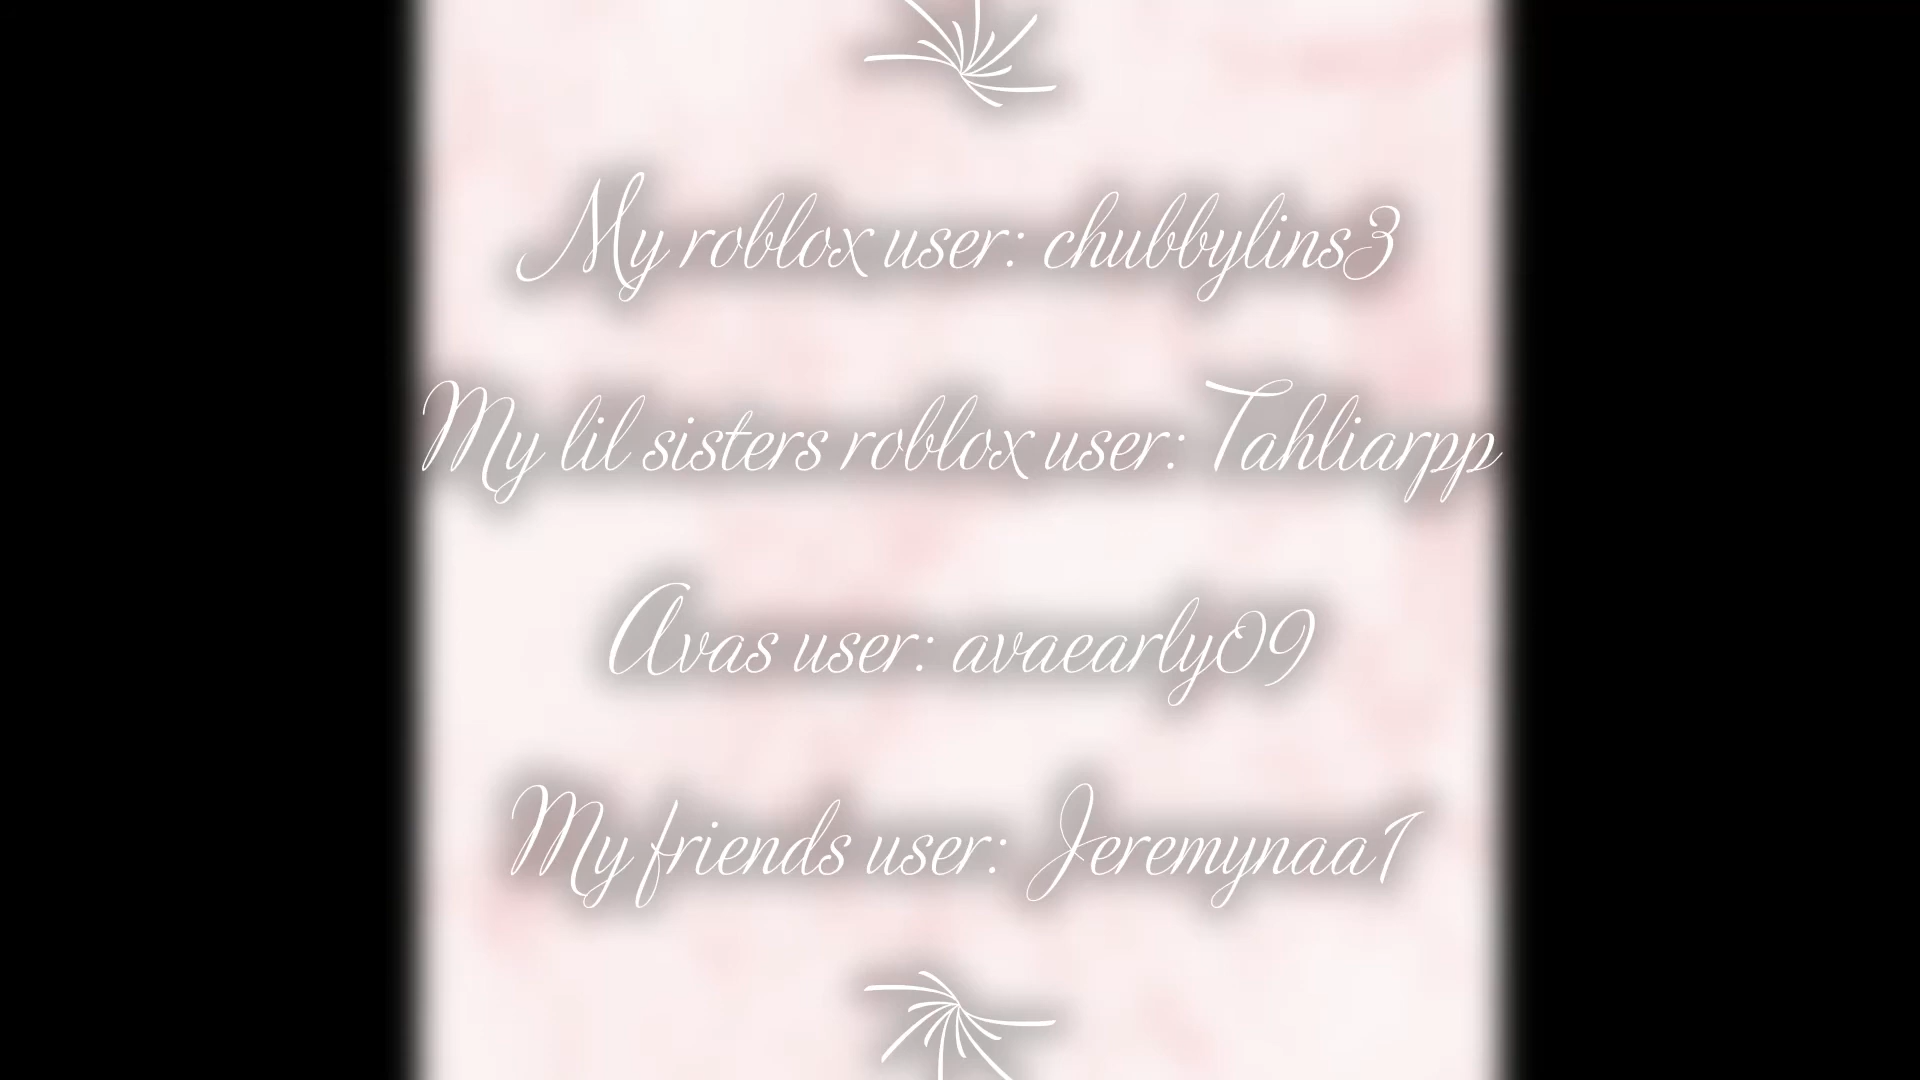 My roblox user: chubbylins3
My lil sisters roblox user: Tahliarpp
Avas user: avaearly09
My friends user: Jeremynaa1